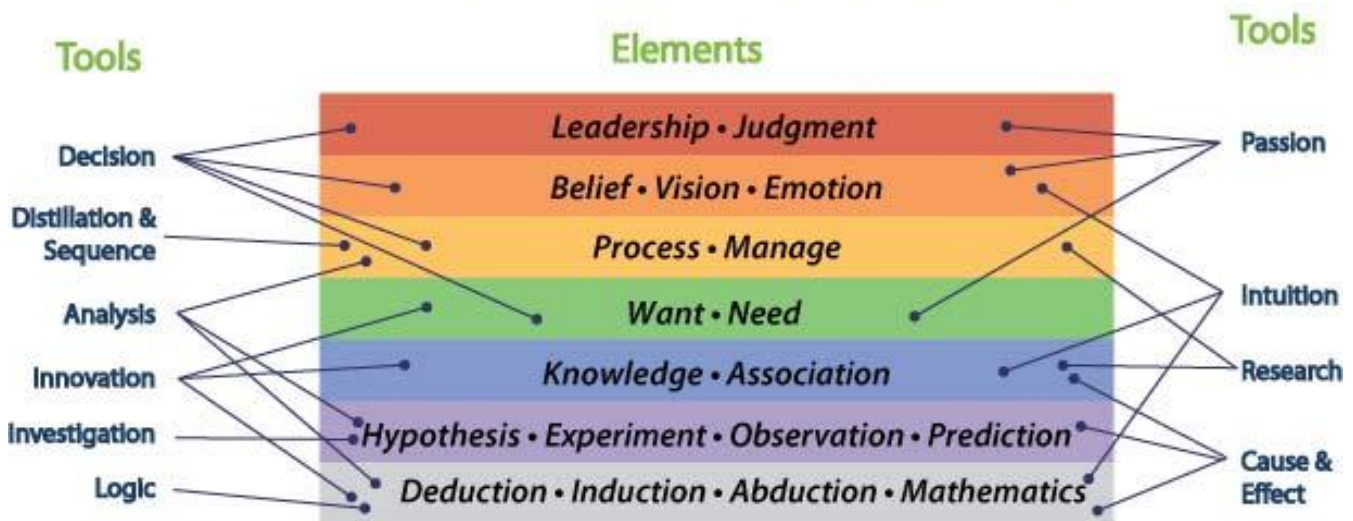 Tools
Elements
Tools
Decision
Distillation &
Sequence
Analysis
Innovation
Investigation
Logic
Leadership • Judgment
Belief • Vision • Emotion
Process • Manage
Want • Need
Knowledge • Association
Hypothesis • Experiment • Observation • Prediction
Deduction • Induction • Abduction • Mathematics
Passion
Intuition
Research
Cause &
Effect